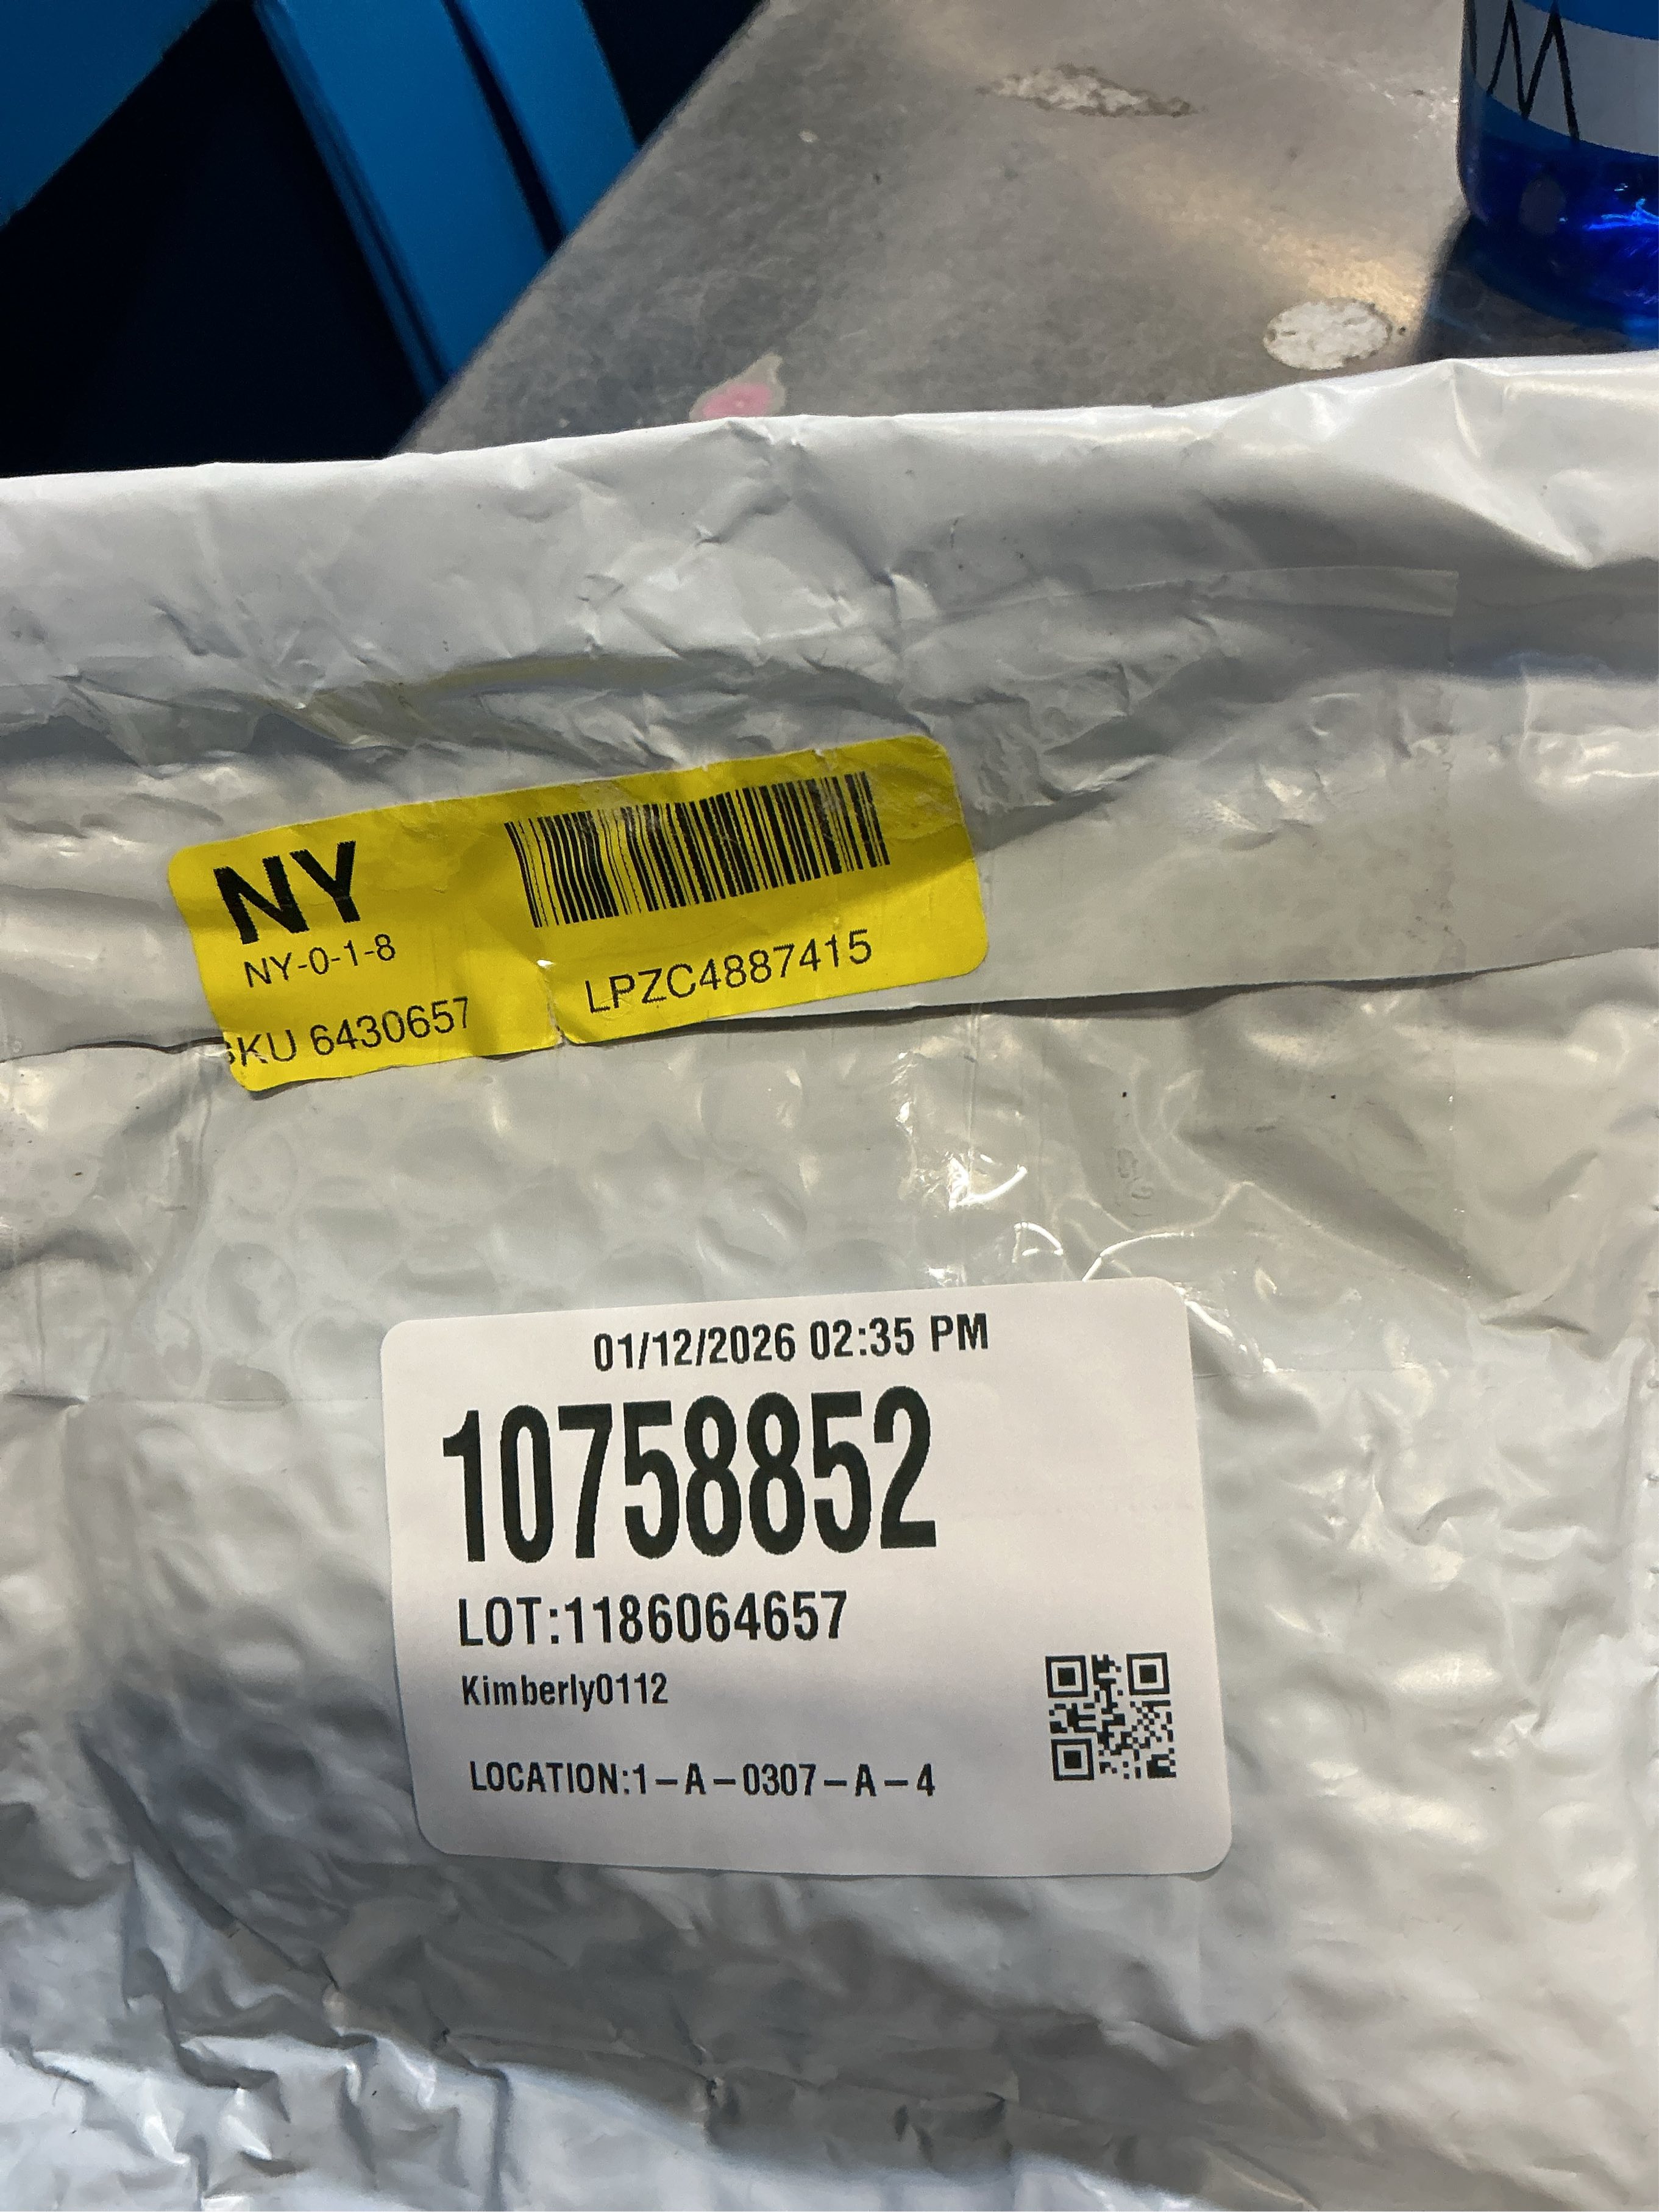 M
NY
NY-0-1-8
SKU 6430657
LPZC4887415
01/12/2026 02:35 PM
10758852
LOT:1186064657
Kimberly0112
LOCATION:1-A-0307-A-4